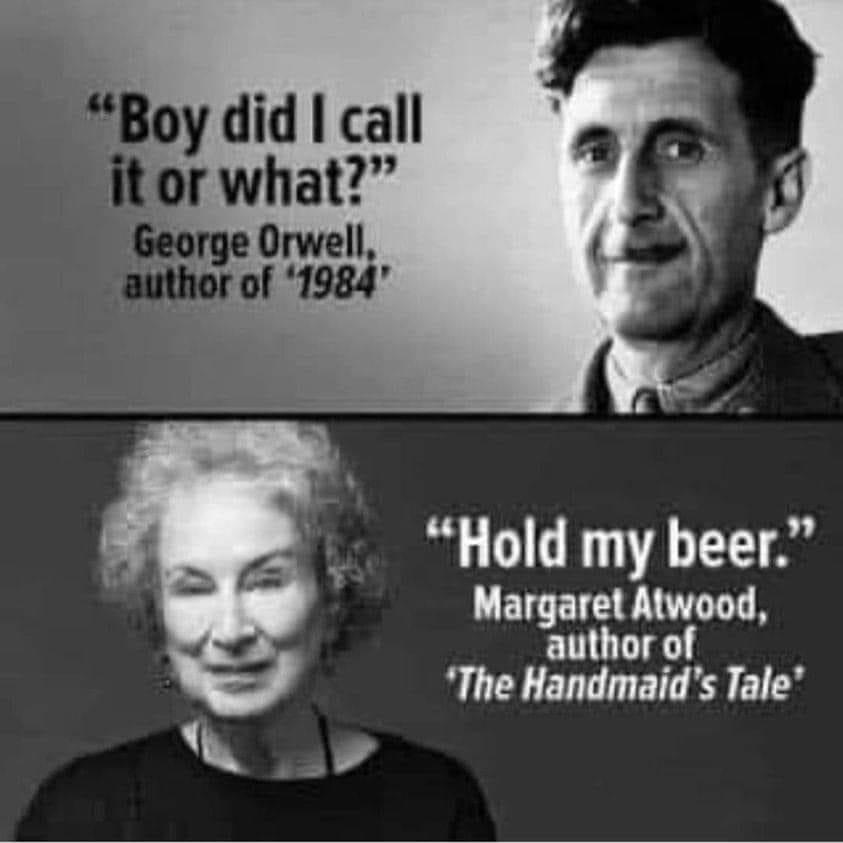 “Boy did I call
it or what?”
George Orwell,
author of ‘1984’
“Hold my beer.”
Margaret Atwood,
author of
‘The Handmaid’s Tale’